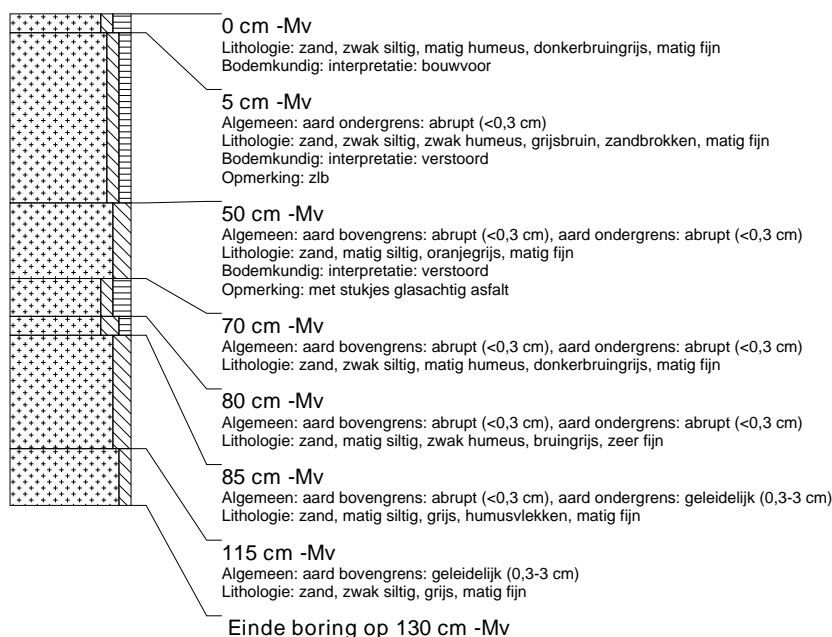 0 cm -Mv
Lithologie: zand, zwak siltig, matig humeus, donkerbruingrijs, matig fijn
Bodemkundig: interpretatie: bouwvoor
5 cm -Mv
Algemeen: aard ondergrens: abrupt (<0,3 cm)
Lithologie: zand, zwak siltig, zwak humeus, grijsbruin, zandbrokken, matig fijn
Bodemkundig: interpretatie: verstoord
Opmerking: zlb
50 cm -Mv
Algemeen: aard bovengrens: abrupt (<0,3 cm), aard ondergrens: abrupt (<0,3 cm)
Lithologie: zand, matig siltig, oranjegrijs, matig fijn
Bodemkundig: interpretatie: verstoord
Opmerking: met stukjes glasachtig asfalt
70 cm -Mv
Algemeen: aard bovengrens: abrupt (<0,3 cm), aard ondergrens: abrupt (<0,3 cm)
Lithologie: zand, zwak siltig, matig humeus, donkerbruingrijs, matig fijn
80 cm -Mv
Algemeen: aard bovengrens: abrupt (<0,3 cm), aard ondergrens: abrupt (<0,3 cm)
Lithologie: zand, matig siltig, zwak humeus, bruingrijs, zeer fijn
85 cm -Mv
Algemeen: aard bovengrens: abrupt (<0,3 cm), aard ondergrens: geleidelijk (0,3-3 cm)
Lithologie: zand, matig siltig, grijs, humusvlekken, matig fijn
115 cm -Mv
Algemeen: aard bovengrens: geleidelijk (0,3-3 cm)
Lithologie: zand, zwak siltig, grijs, matig fijn
Einde boring op 130 cm -Mv